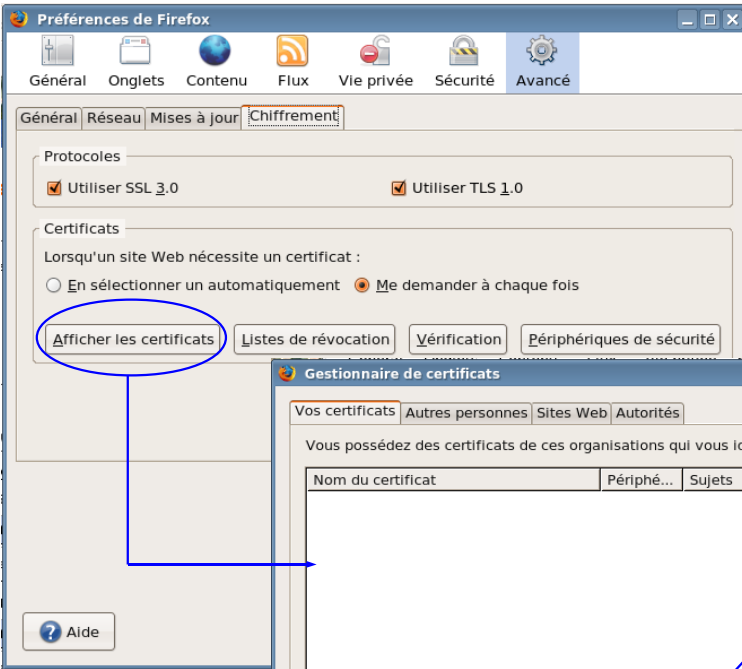 Préférences de Firefox
Général Onglets Contenu Flux Vie privée Sécurité Avancé
Général Réseau Mises à jour Chiffrement
Protocoles
Utiliser SSL 3.0 Utiliser TLS 1.0
Certificats
Lorsqu'un site Web nécessite un certificat :
En sélectionner un automatiquement Me demander à chaque fois
Afficher les certificats Listes de révocation Vérification Périphériques de sécurité
Gestionnaire de certificats
Vos certificats Autres personnes Sites Web Autorités
Vous possédez des certificats de ces organisations qui vous
Nom du certificat Périphé... Sujets
Aide